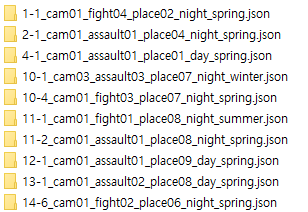 1-1_cam01_fight04_place02_night_spring.json
2-1_cam01_assault01_place04_night_spring.json
4-1_cam01_assault01_place01_day_spring.json
10-1_cam03_assault03_place07_night_winter.json
10-4_cam01_fight03_place07_night_spring.json
11-1_cam01_fight01_place08_night_summer.json
11-2_cam01_assault01_place08_night_spring.json
12-1_cam01_assault01_place09_day_spring.json
13-1_cam01_assault02_place08_day_spring.json
14-6_cam01_fight02_place06_night_spring.json